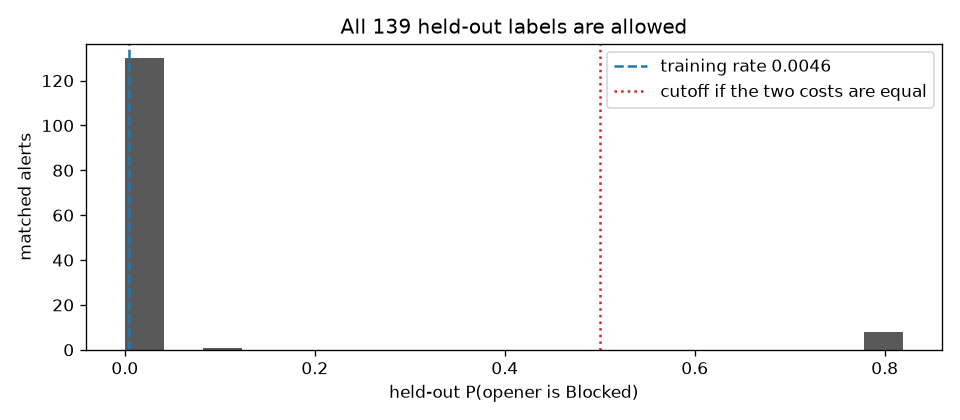 All 139 held-out labels are allowed
training rate 0.0046
cutoff if the two costs are equal
matched alerts
120
100
80
60
40
20
0
0.0 0.2 0.4 0.6 0.8
held-out P(opener is Blocked)